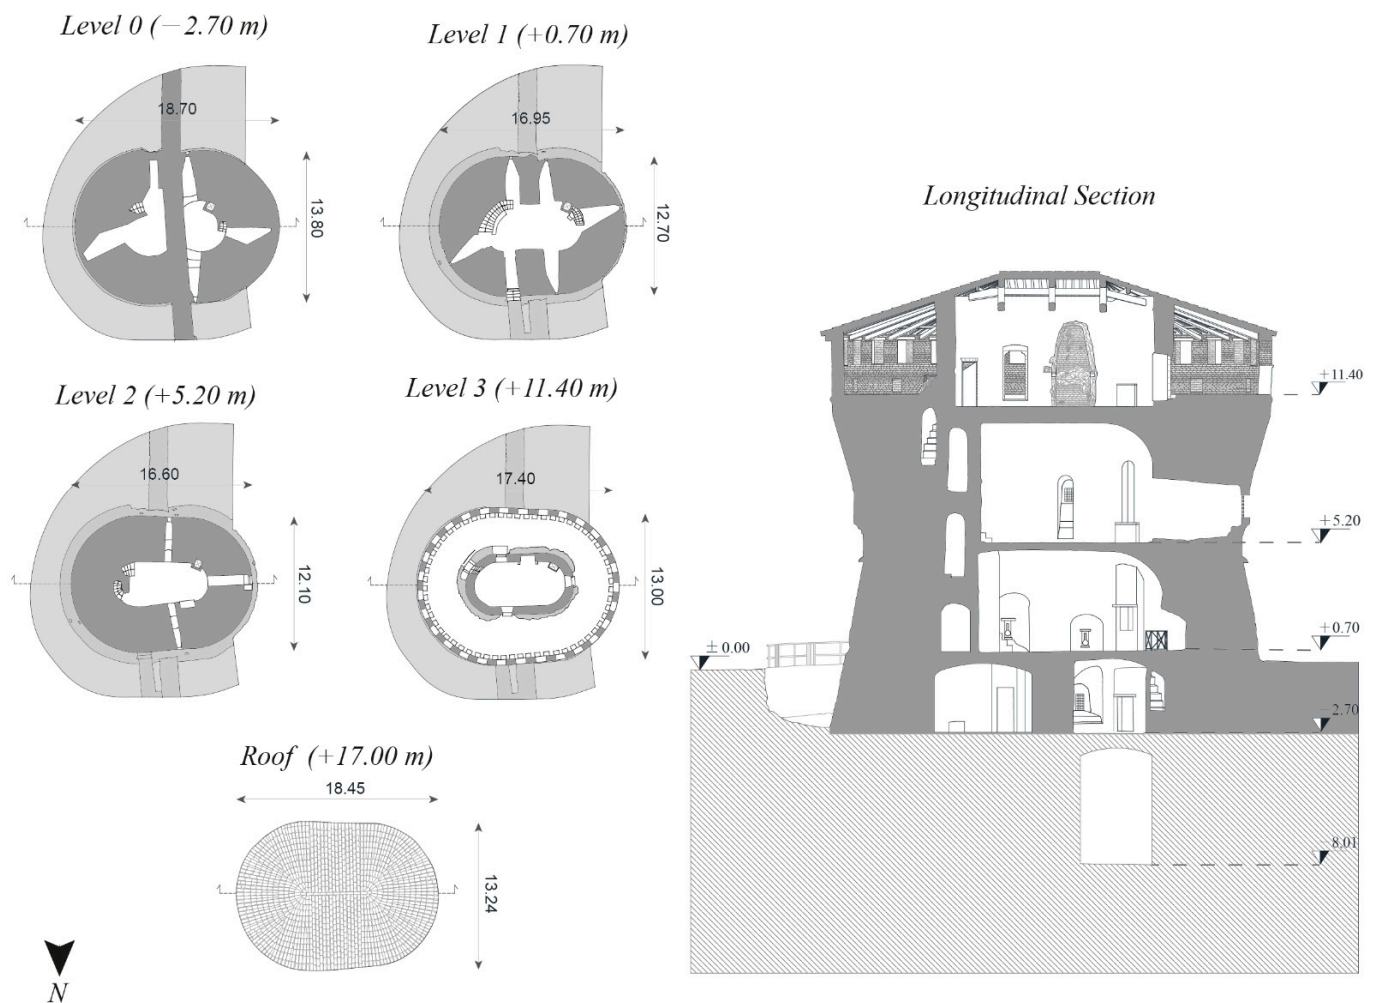 Level 0 (−2.70 m)
18.70
13.80
Level 1 (+0.70 m)
16.95
12.70
Level 2 (+5.20 m)
16.60
12.10
Level 3 (+11.40 m)
17.40
13.00
Roof (+17.00 m)
18.45
13.24
N
Longitudinal Section
+11.40
+5.20
+0.70
±0.00
−2.70
8,01